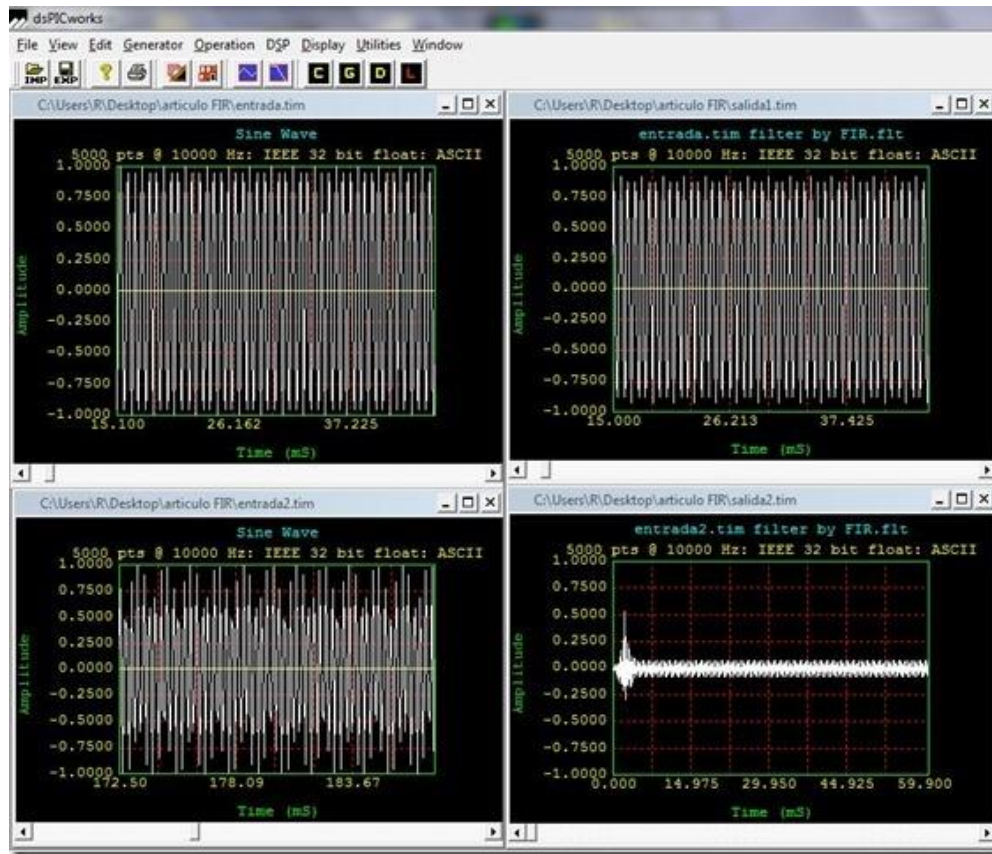 dsPICworks
File View Edit Generator Operation DSP Display Utilities Window
IMP EXP ? C G D L
C:\Users\R\Desktop\articulo FIR\entrada.tim
Sine Wave
5000 pts @ 10000 Hz: IEEE 32 bit float: ASCII
1.0000
0.7500
0.5000
0.2500
0.0000
-0.2500
-0.5000
-0.7500
-1.0000
Amplitude
15.100 26.162 37.225
Time (mS)
C:\Users\R\Desktop\articulo FIR\salida1.tim
entrada.tim filter by FIR.flt
5000 pts @ 10000 Hz: IEEE 32 bit float: ASCII
1.0000
0.7500
0.5000
0.2500
0.0000
-0.2500
-0.5000
-0.7500
-1.0000
Amplitude
15.000 26.213 37.425
Time (mS)
C:\Users\R\Desktop\articulo FIR\entrada2.tim
Sine Wave
5000 pts @ 10000 Hz: IEEE 32 bit float: ASCII
1.0000
0.7500
0.5000
0.2500
0.0000
-0.2500
-0.5000
-0.7500
-1.0000
Amplitude
172.50 178.09 183.67
Time (mS)
C:\Users\R\Desktop\articulo FIR\salida2.tim
entrada2.tim filter by FIR.flt
5000 pts @ 10000 Hz: IEEE 32 bit float: ASCII
1.0000
0.7500
0.5000
0.2500
0.0000
-0.2500
-0.5000
-0.7500
-1.0000
Amplitude
0.000 14.975 29.950 44.925 59.900
Time (mS)